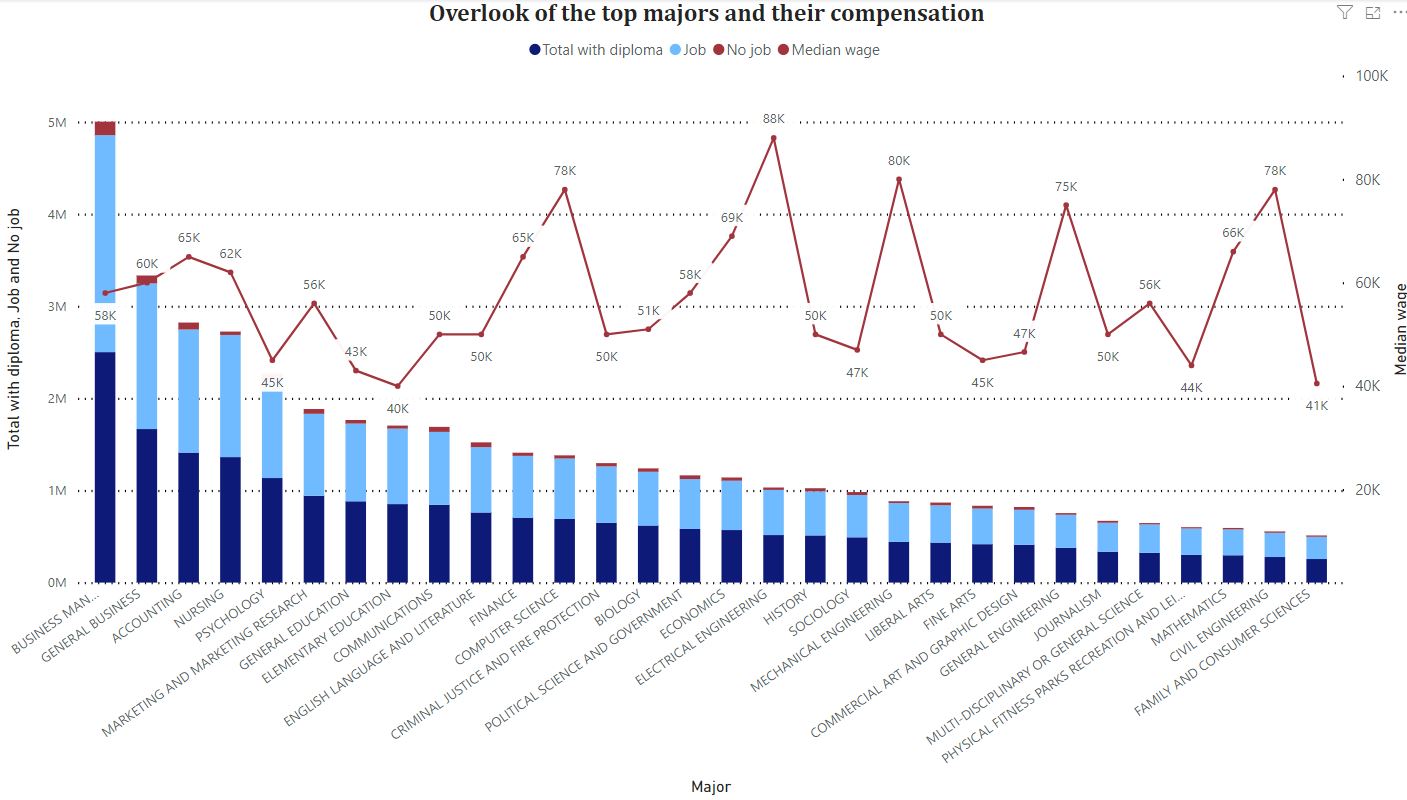 Overlook of the top majors and their compensation
Total with diploma Job No job Median wage
100K
80K
60K
40K
20K
5M
4M
3M
2M
1M
0M
Total with diploma, Job and No job
Median wage
58K
60K
65K
62K
45K
56K
43K
40K
50K
50K
65K
78K
50K
51K
58K
69K
88K
50K
47K
80K
50K
45K
47K
75K
50K
56K
44K
66K
78K
41K
BUSINESS MAN...
GENERAL BUSINESS
ACCOUNTING
NURSING
PSYCHOLOGY
MARKETING AND MARKETING RESEARCH
GENERAL EDUCATION
ELEMENTARY EDUCATION
COMMUNICATIONS
ENGLISH LANGUAGE AND LITERATURE
FINANCE
COMPUTER SCIENCE
CRIMINAL JUSTICE AND FIRE PROTECTION
BIOLOGY
POLITICAL SCIENCE AND GOVERNMENT
ECONOMICS
ELECTRICAL ENGINEERING
HISTORY
SOCIOLOGY
MECHANICAL ENGINEERING
LIBERAL ARTS
FINE ARTS
COMMERCIAL ART AND GRAPHIC DESIGN
GENERAL ENGINEERING
JOURNALISM
MULTI-DISCIPLINARY OR GENERAL SCIENCE
PHYSICAL FITNESS PARKS RECREATION AND LEI...
MATHEMATICS
CIVIL ENGINEERING
FAMILY AND CONSUMER SCIENCES
Major